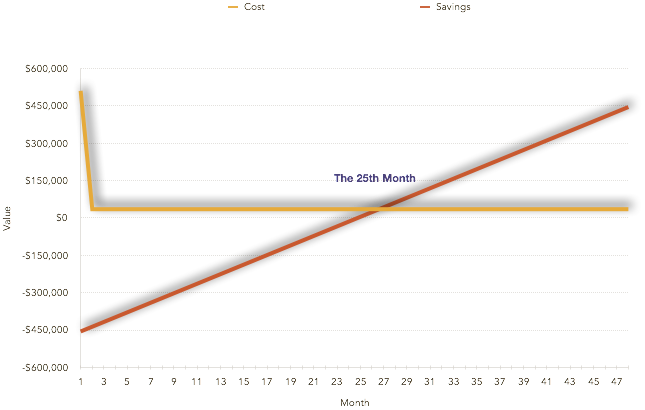 Cost Savings
$600,000
$450,000
$300,000
The 25th Month
$150,000
Value
$0
-$150,000
-$300,000
-$450,000
-$600,000
1 3 5 7 9 11 13 15 17 19 21 23 25 27 29 31 33 35 37 39 41 43 45 47
Month